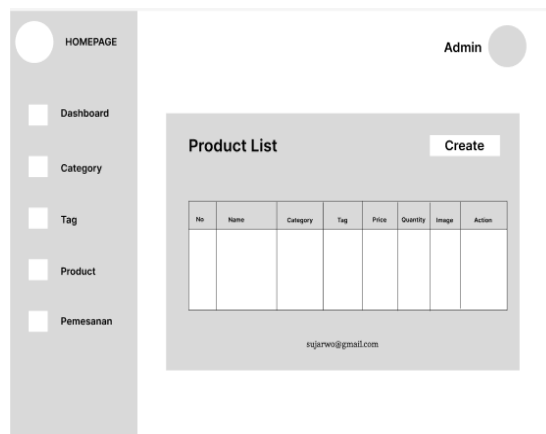 HOMEPAGE
Admin
Dashboard
Category
Tag
Product
Pemesanan
Product List
Create
No Name Category Tag Price Quantity Image Action
sujarwo@gmail.com